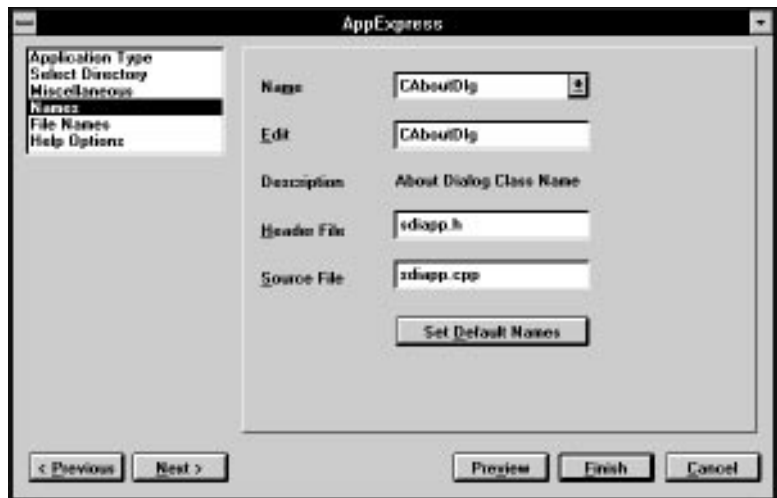 AppExpress
Application Type
Select Directory
Miscellaneous
Names
File Names
Help Options
Name CAboutDlg
Edit CAboutDlg
Description About Dialog Class Name
Header File sdiapp.h
Source File sdiapp.cpp
Set Default Names
< Previous Next > Preview Finish Cancel